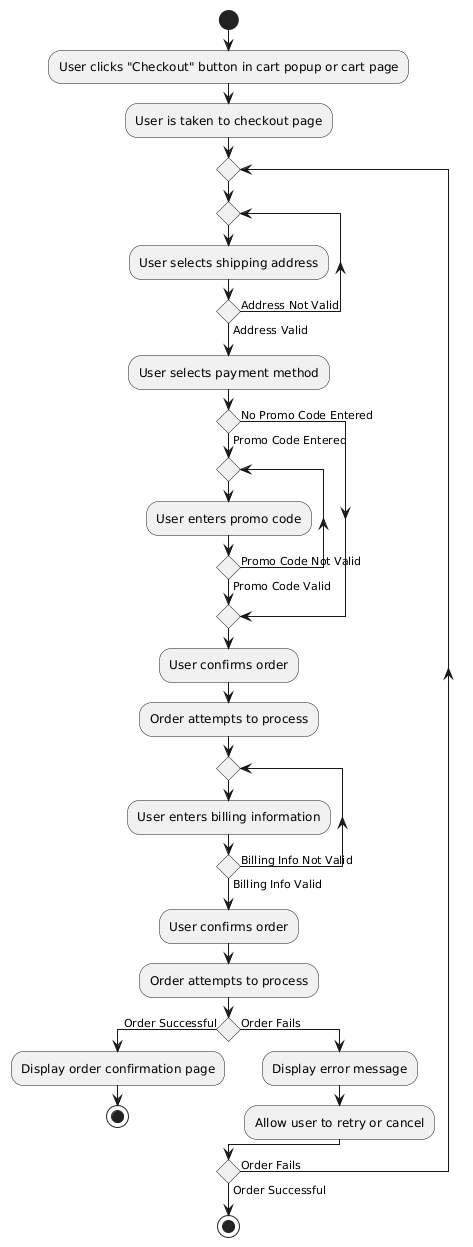 User clicks "Checkout" button in cart popup or cart page
User is taken to checkout page
User selects shipping address
Address Not Valid
Address Valid
User selects payment method
No Promo Code Entered
Promo Code Entered
User enters promo code
Promo Code Not Valid
Promo Code Valid
User confirms order
Order attempts to process
User enters billing information
Billing Info Not Valid
Billing Info Valid
User confirms order
Order attempts to process
Order Successful
Order Fails
Display order confirmation page
Display error message
Allow user to retry or cancel
Order Fails
Order Successful